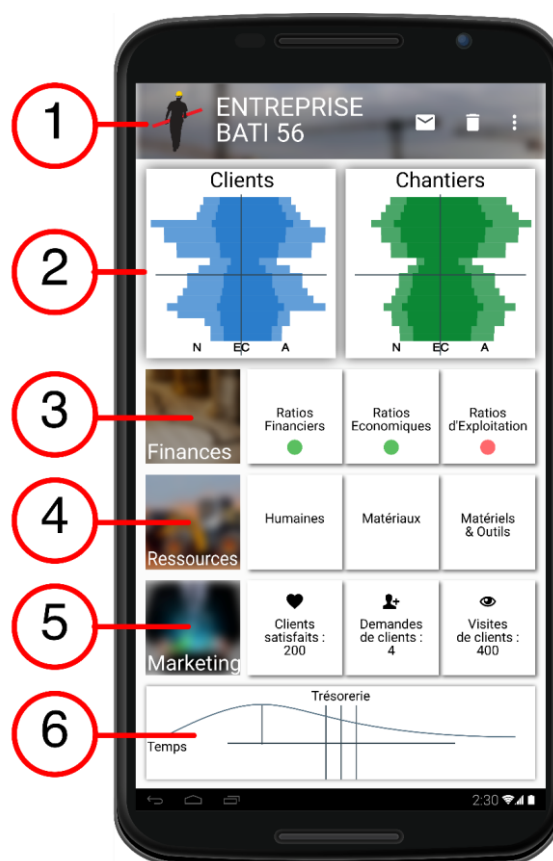 1
ENTREPRISE
BATI 56
2
Clients
N EC A
Chantiers
N EC A
3
Finances
Ratios
Financiers
Ratios
Economiques
Ratios
d'Exploitation
4
Ressources
Humaines
Matériaux
Matériels
& Outils
5
Marketing
Clients
satisfaits :
200
Demandes
de clients :
4
Visites
de clients :
400
6
Trésorerie
Temps
2:30